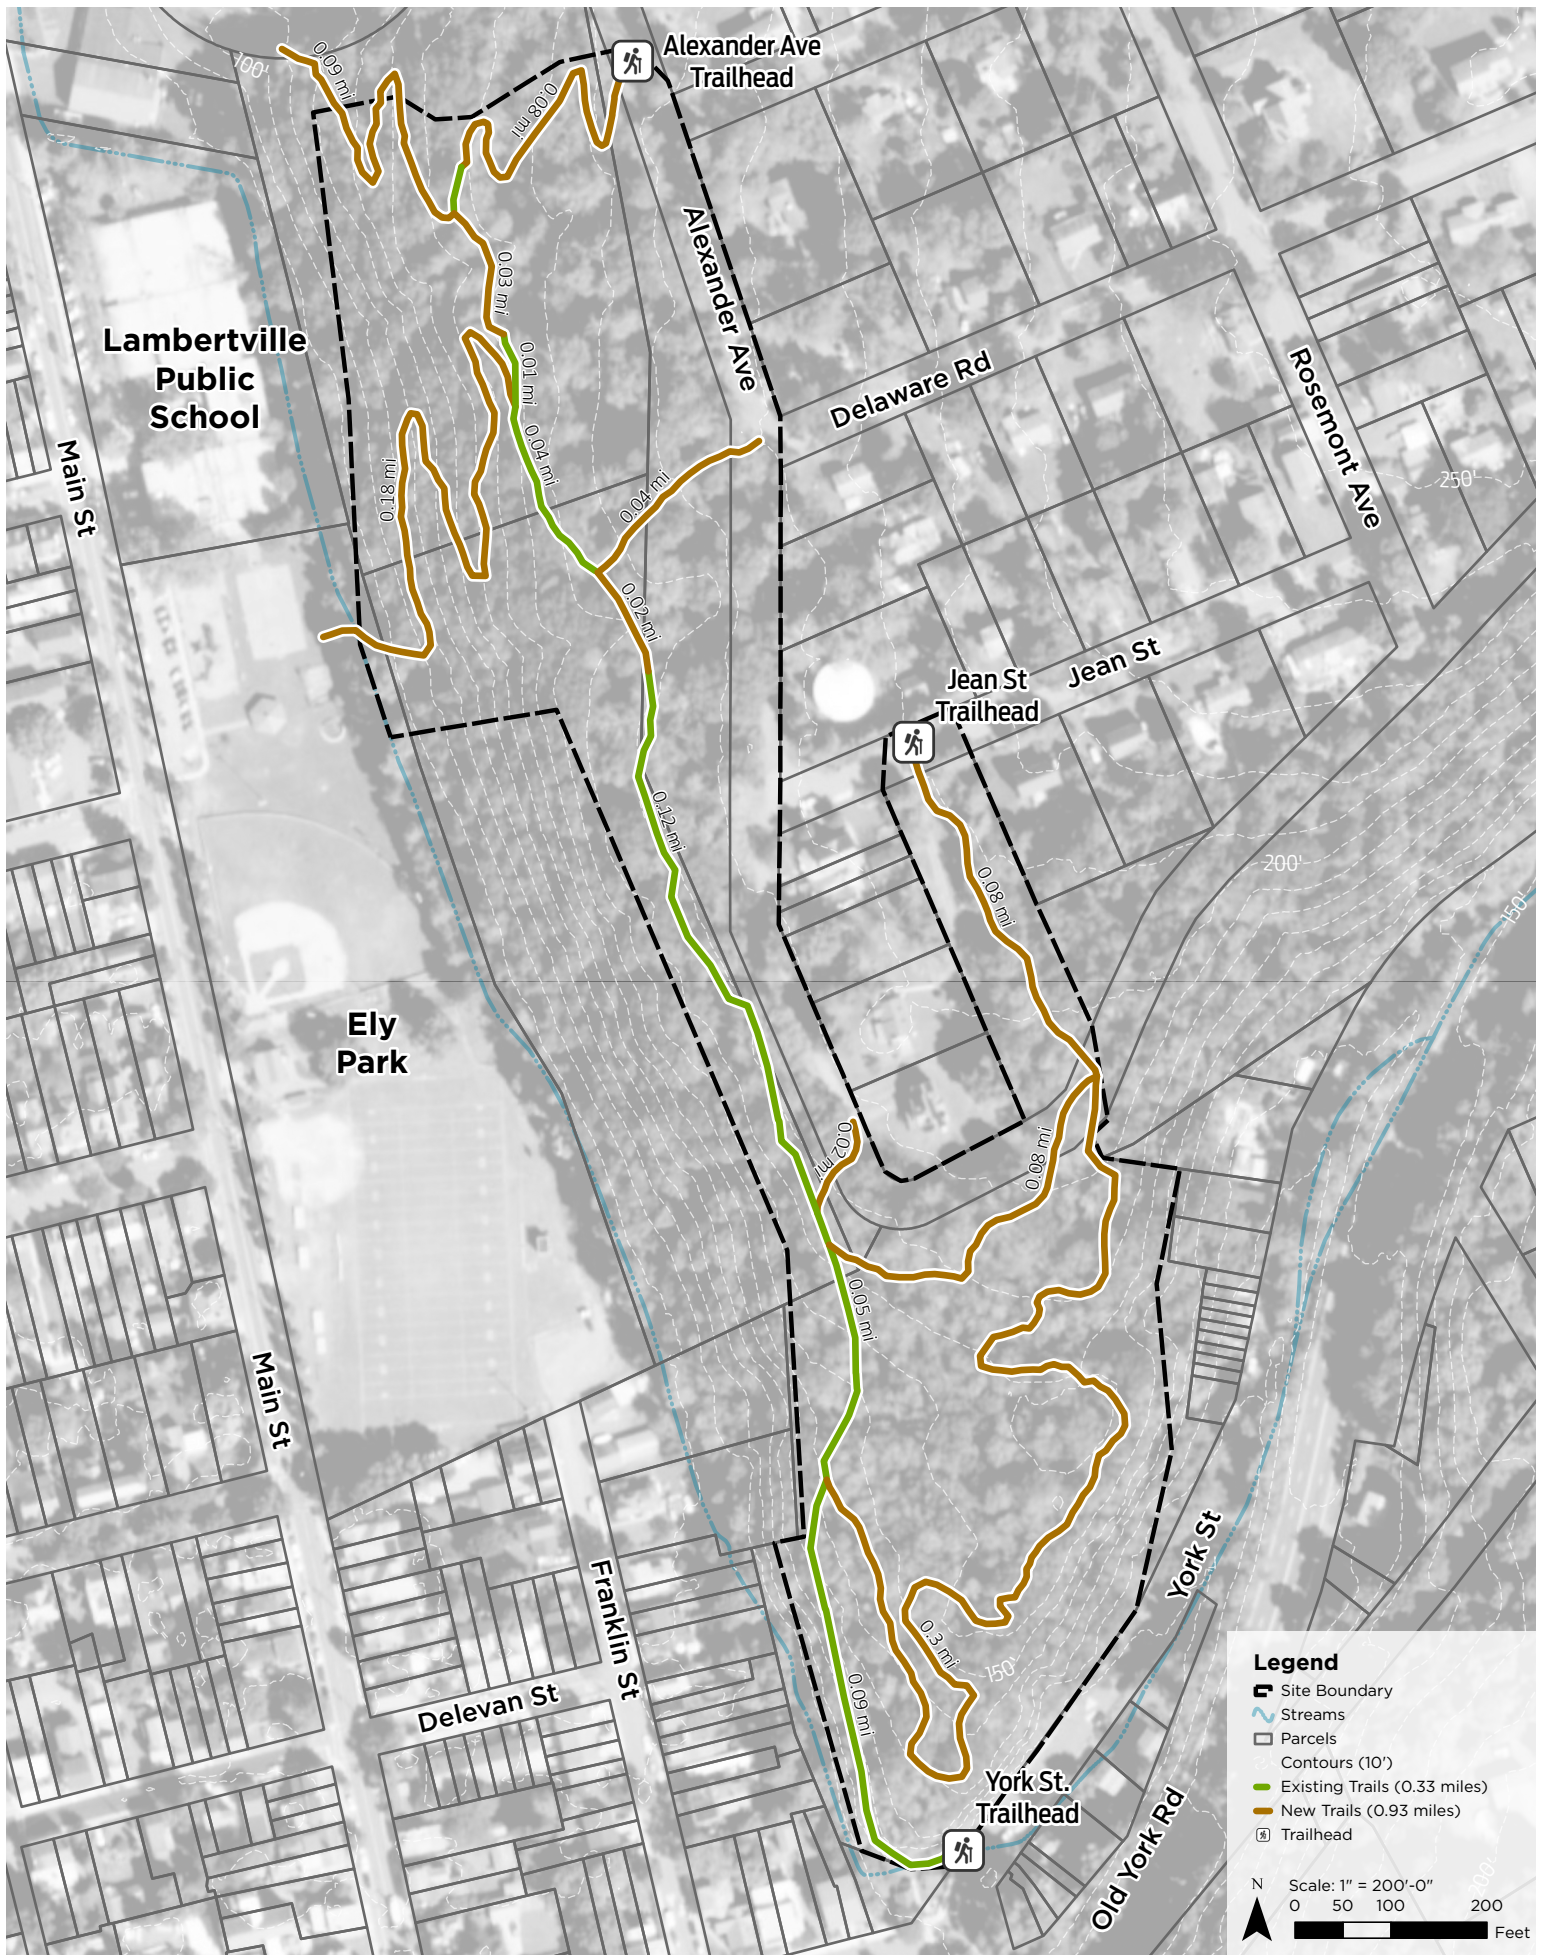 100'
0.09 mi
Alexander Ave
Trailhead
0.08 mi
Alexander Ave
0.03 mi
Lambertville
Public
School
0.01 mi
Delaware Rd
Rosemont Ave
0.04 mi
0.18 mi
0.04 mi
Main St
250'
0.02 mi
Jean St
Jean St
Trailhead
0.12 mi
200'
0.08 mi
150'
Ely
Park
0.02 mi
0.08 mi
0.05 mi
Main St
York St
Franklin St
0.3 mi
150'
0.09 mi
Delevan St
York St.
Trailhead
Old York Rd
Legend
Site Boundary
Streams
Parcels
Contours (10')
Existing Trails (0.33 miles)
New Trails (0.93 miles)
Trailhead
200'
N
Scale: 1" = 200'-0"
0 50 100 200
Feet